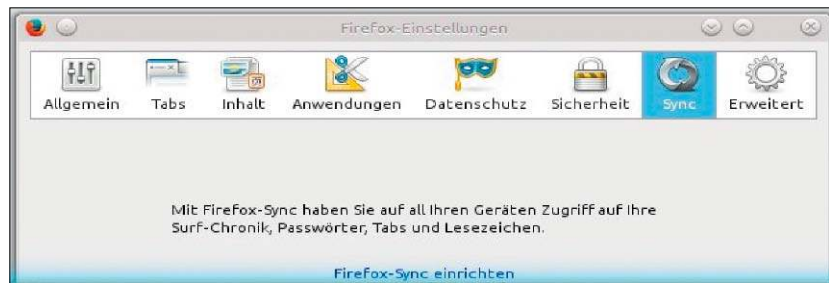 Firefox-Einstellungen
Allgemein Tabs Inhalt Anwendungen Datenschutz Sicherheit Sync Erweitert
Mit Firefox-Sync haben Sie auf all Ihren Geräten Zugriff auf Ihre
Surf-Chronik, Passwörter, Tabs und Lesezeichen.
Firefox-Sync einrichten